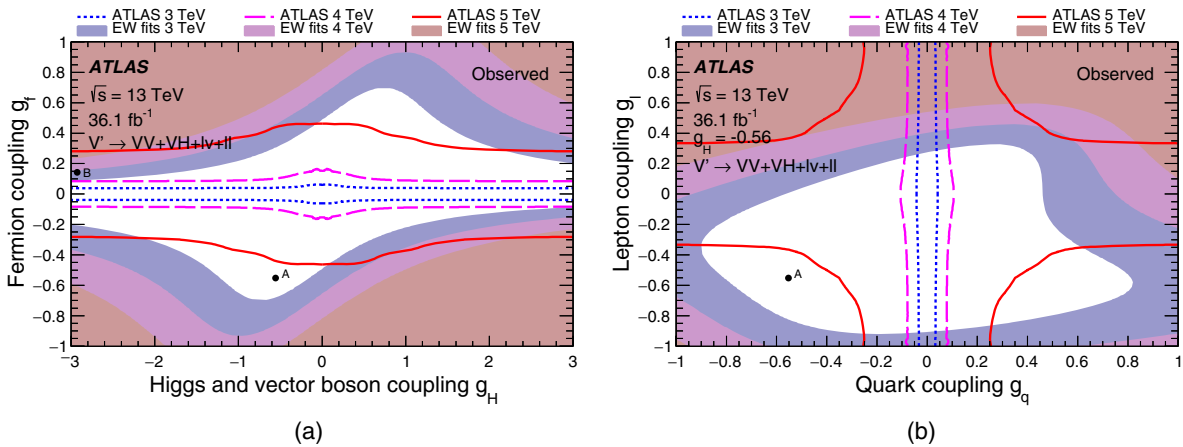 ATLAS 3 TeV ATLAS 4 TeV ATLAS 5 TeV
EW fits 3 TeV EW fits 4 TeV EW fits 5 TeV
ATLAS
Observed
√s = 13 TeV
36.1 fb⁻¹
V' → VV+VH+lν+ll
B
A
Fermion coupling g_f
1
0.8
0.6
0.4
0.2
0
−0.2
−0.4
−0.6
−0.8
−1
−3 −2 −1 0 1 2 3
Higgs and vector boson coupling g_H
(a)
ATLAS 3 TeV ATLAS 4 TeV ATLAS 5 TeV
EW fits 3 TeV EW fits 4 TeV EW fits 5 TeV
ATLAS
Observed
√s = 13 TeV
36.1 fb⁻¹
g_H = -0.56
V' → VV+VH+lν+ll
A
Lepton coupling g_l
1
0.8
0.6
0.4
0.2
0
−0.2
−0.4
−0.6
−0.8
−1
−1 −0.8 −0.6 −0.4 −0.2 0 0.2 0.4 0.6 0.8 1
Quark coupling g_q
(b)